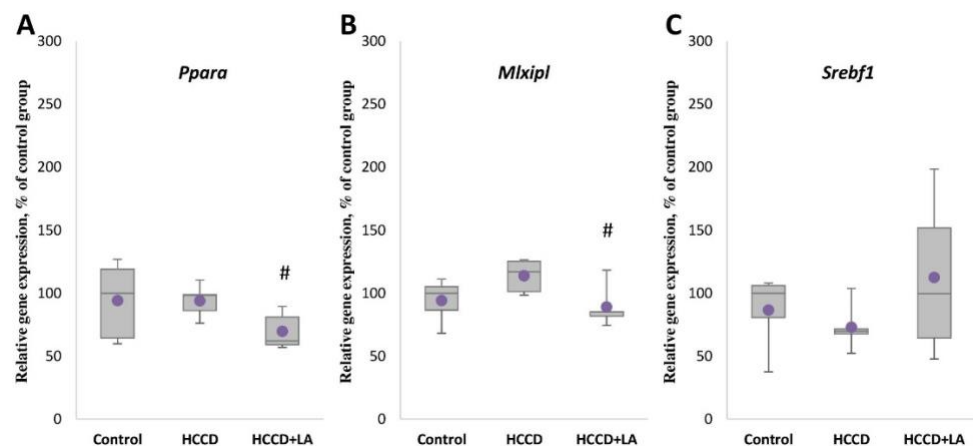 A
Relative gene expression, % of control group
300
250
200
150
100
50
0
Ppara
#
Control HCCD HCCD+LA
B
Relative gene expression, % of control group
300
250
200
150
100
50
0
Mlxipl
#
Control HCCD HCCD+LA
C
Relative gene expression, % of control group
300
250
200
150
100
50
0
Srebf1
Control HCCD HCCD+LA